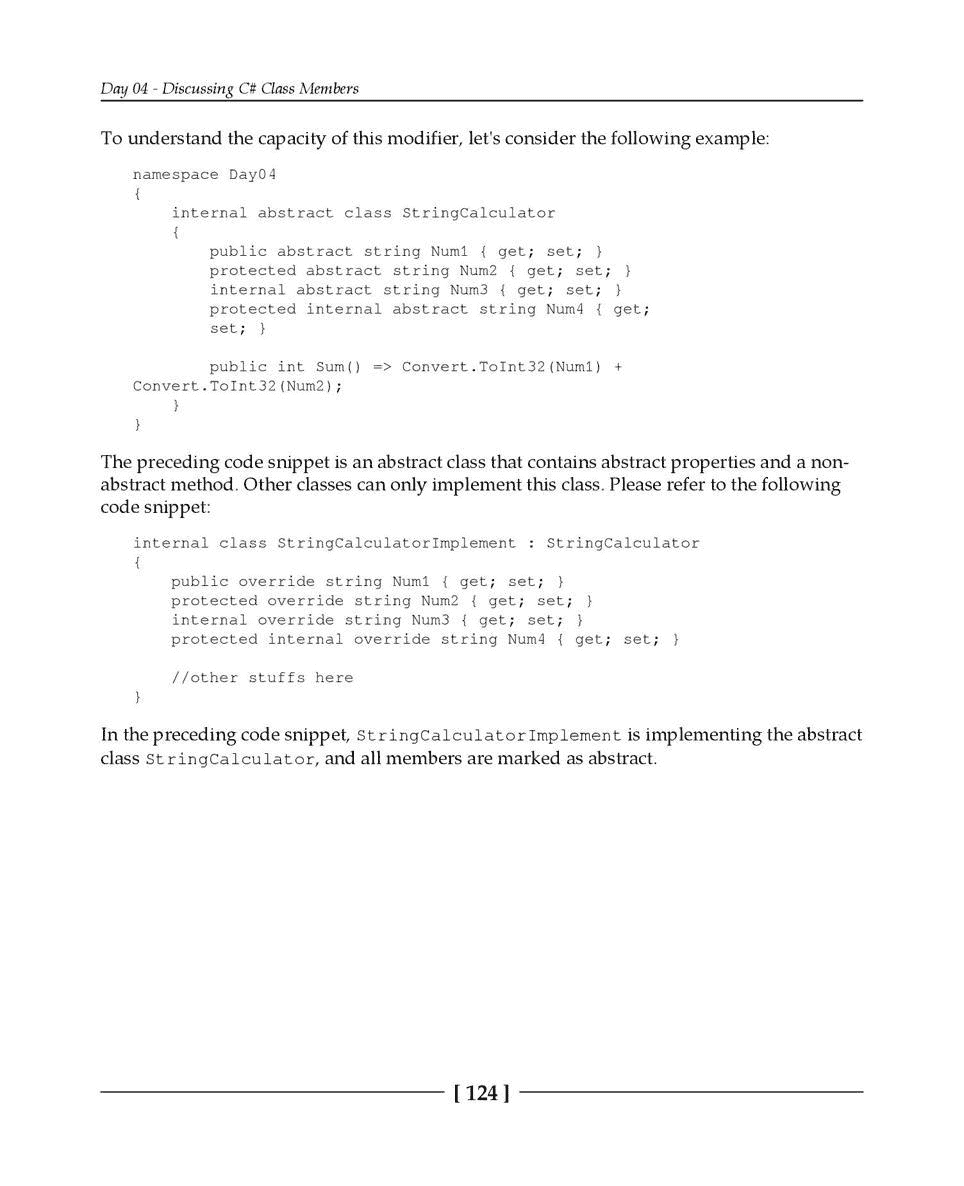 Day 04 - Discussing C# Class Members
To understand the capacity of this modifier, let's consider the following example:
namespace Day04
{
internal abstract class StringCalculator
{
public abstract string Num1 { get; set; }
protected abstract string Num2 { get; set; }
internal abstract string Num3 { get; set; }
protected internal abstract string Num4 { get;
set; }
public int Sum() => Convert.ToInt32(Num1) +
Convert.ToInt32(Num2);
}
}
The preceding code snippet is an abstract class that contains abstract properties and a non-
abstract method. Other classes can only implement this class. Please refer to the following
code snippet:
internal class StringCalculatorImplement : StringCalculator
{
public override string Num1 { get; set; }
protected override string Num2 { get; set; }
internal override string Num3 { get; set; }
protected internal override string Num4 { get; set; }
//other stuffs here
}
In the preceding code snippet, StringCalculatorImplement is implementing the abstract
class StringCalculator, and all members are marked as abstract.
[ 124 ]